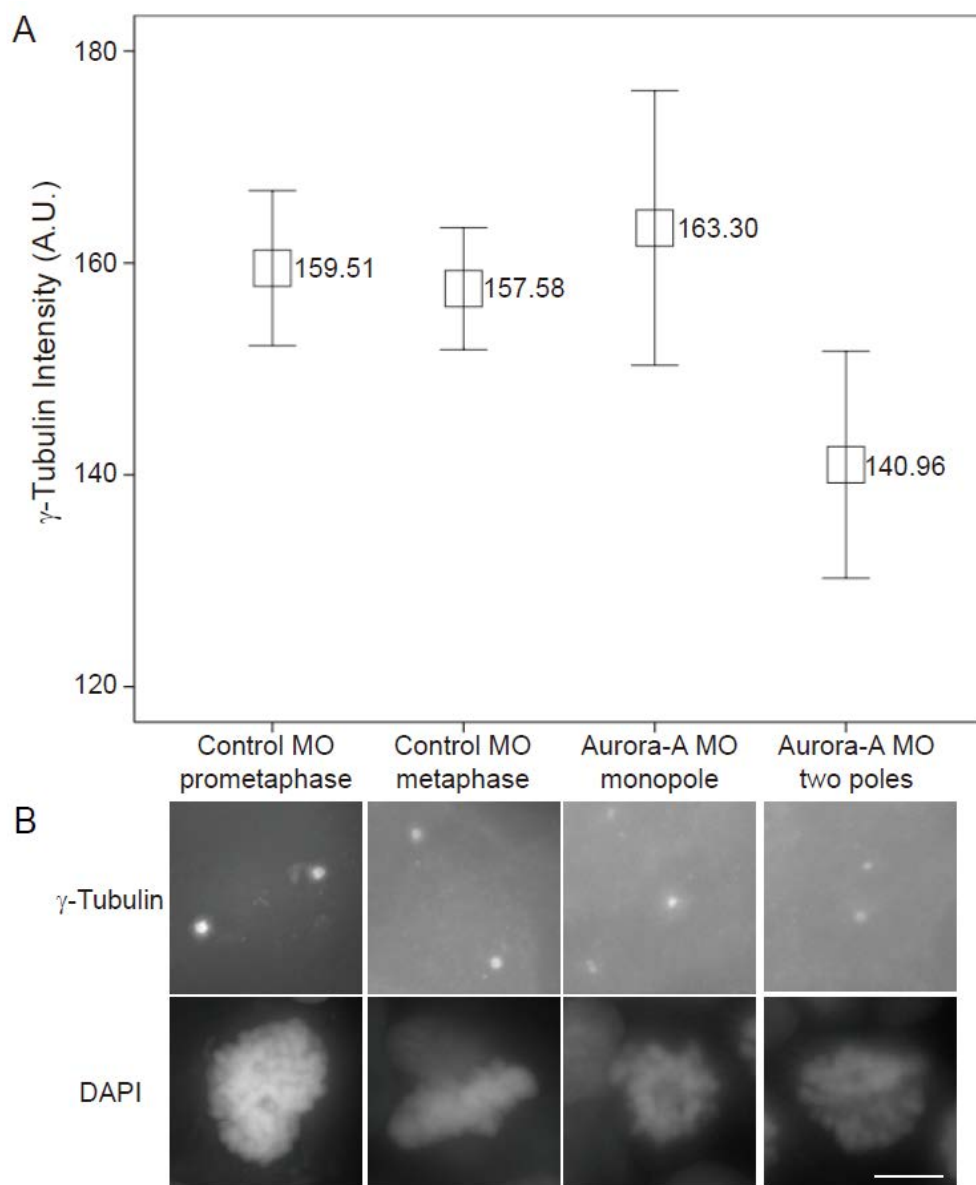 A
γ-Tubulin Intensity (A.U.)
180
160
140
120
159.51
157.58
163.30
140.96
Control MO
prometaphase
Control MO
metaphase
Aurora-A MO
monopole
Aurora-A MO
two poles
B
γ-Tubulin
DAPI